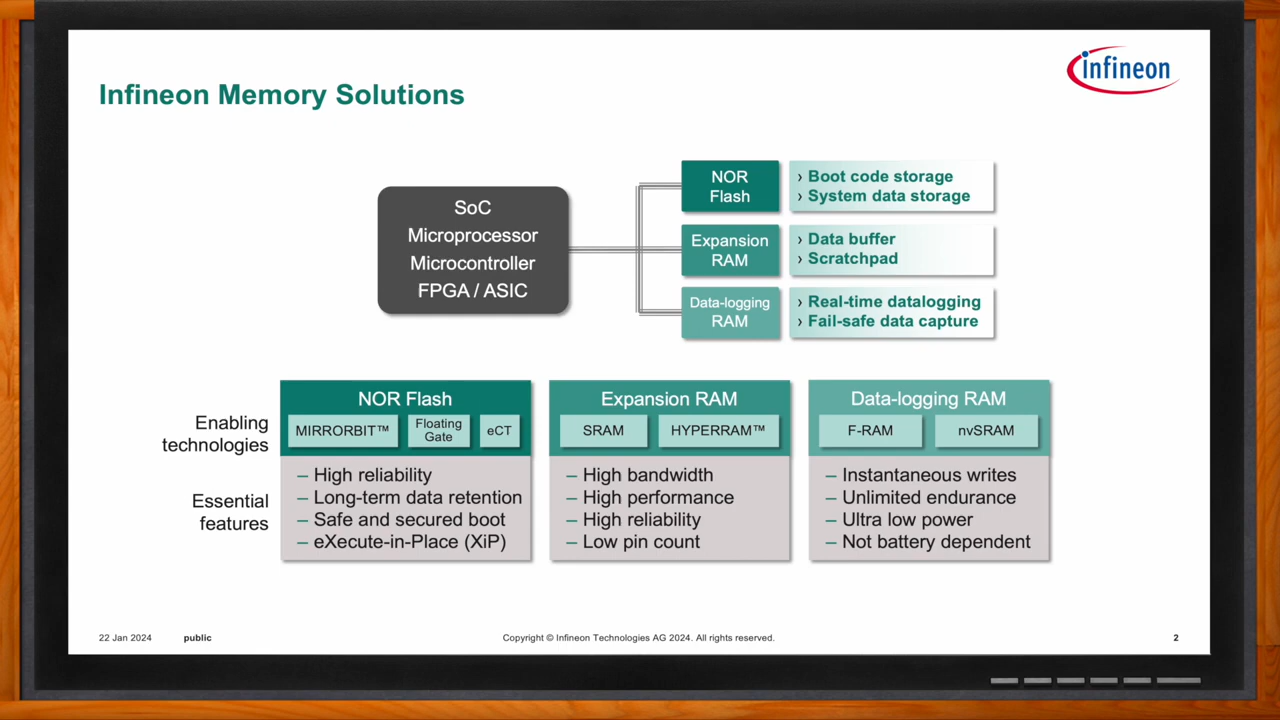 infineon
Infineon Memory Solutions
SoC
Microprocessor
Microcontroller
FPGA / ASIC
NOR
Flash
› Boot code storage
› System data storage
Expansion
RAM
› Data buffer
› Scratchpad
Data-logging
RAM
› Real-time datalogging
› Fail-safe data capture
Enabling
technologies
Essential
features
NOR Flash
MIRRORBIT™
Floating
Gate
eCT
– High reliability
– Long-term data retention
– Safe and secured boot
– eXecute-in-Place (XiP)
Expansion RAM
SRAM
HYPERRAM™
– High bandwidth
– High performance
– High reliability
– Low pin count
Data-logging RAM
F-RAM
nvSRAM
– Instantaneous writes
– Unlimited endurance
– Ultra low power
– Not battery dependent
22 Jan 2024
public
Copyright © Infineon Technologies AG 2024. All rights reserved.
2